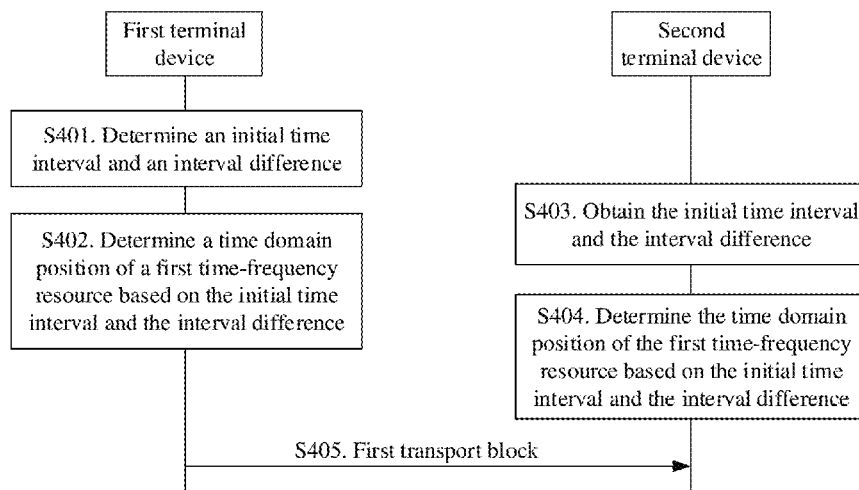 First terminal
device
Second
terminal device
S401. Determine an initial time
interval and an interval difference
S402. Determine a time domain
position of a first time-frequency
resource based on the initial time
interval and the interval difference
S403. Obtain the initial time interval
and the interval difference
S404. Determine the time domain
position of the first time-frequency
resource based on the initial time
interval and the interval difference
S405. First transport block